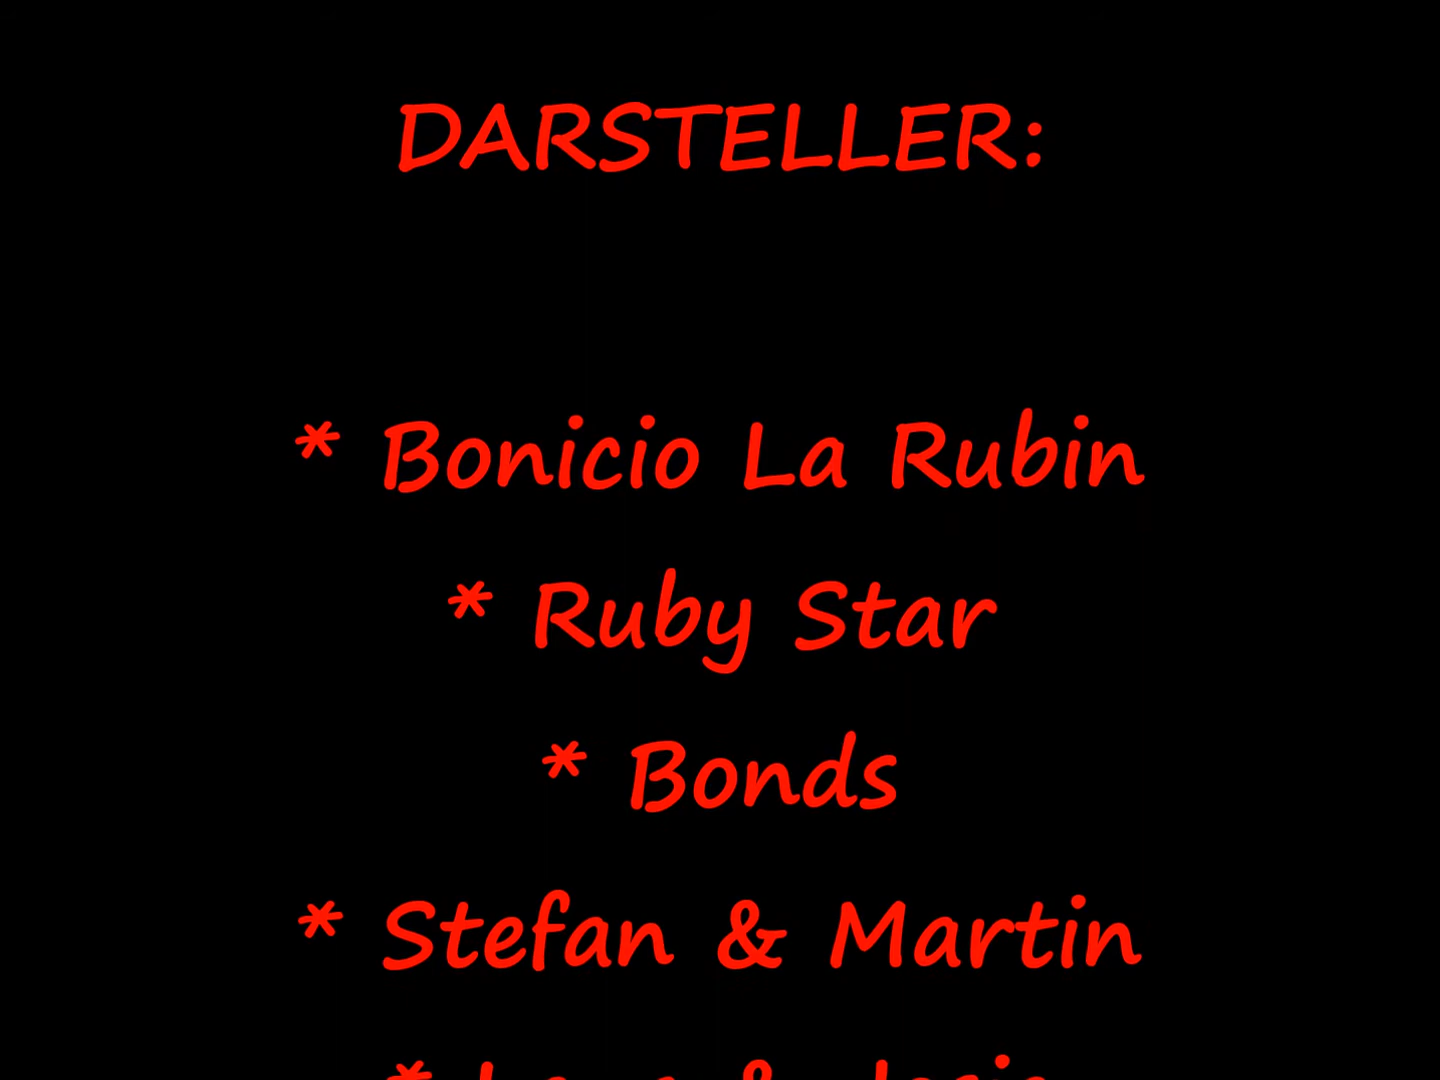 DARSTELLER:
* Bonicio La Rubin
* Ruby Star
* Bonds
* Stefan & Martin